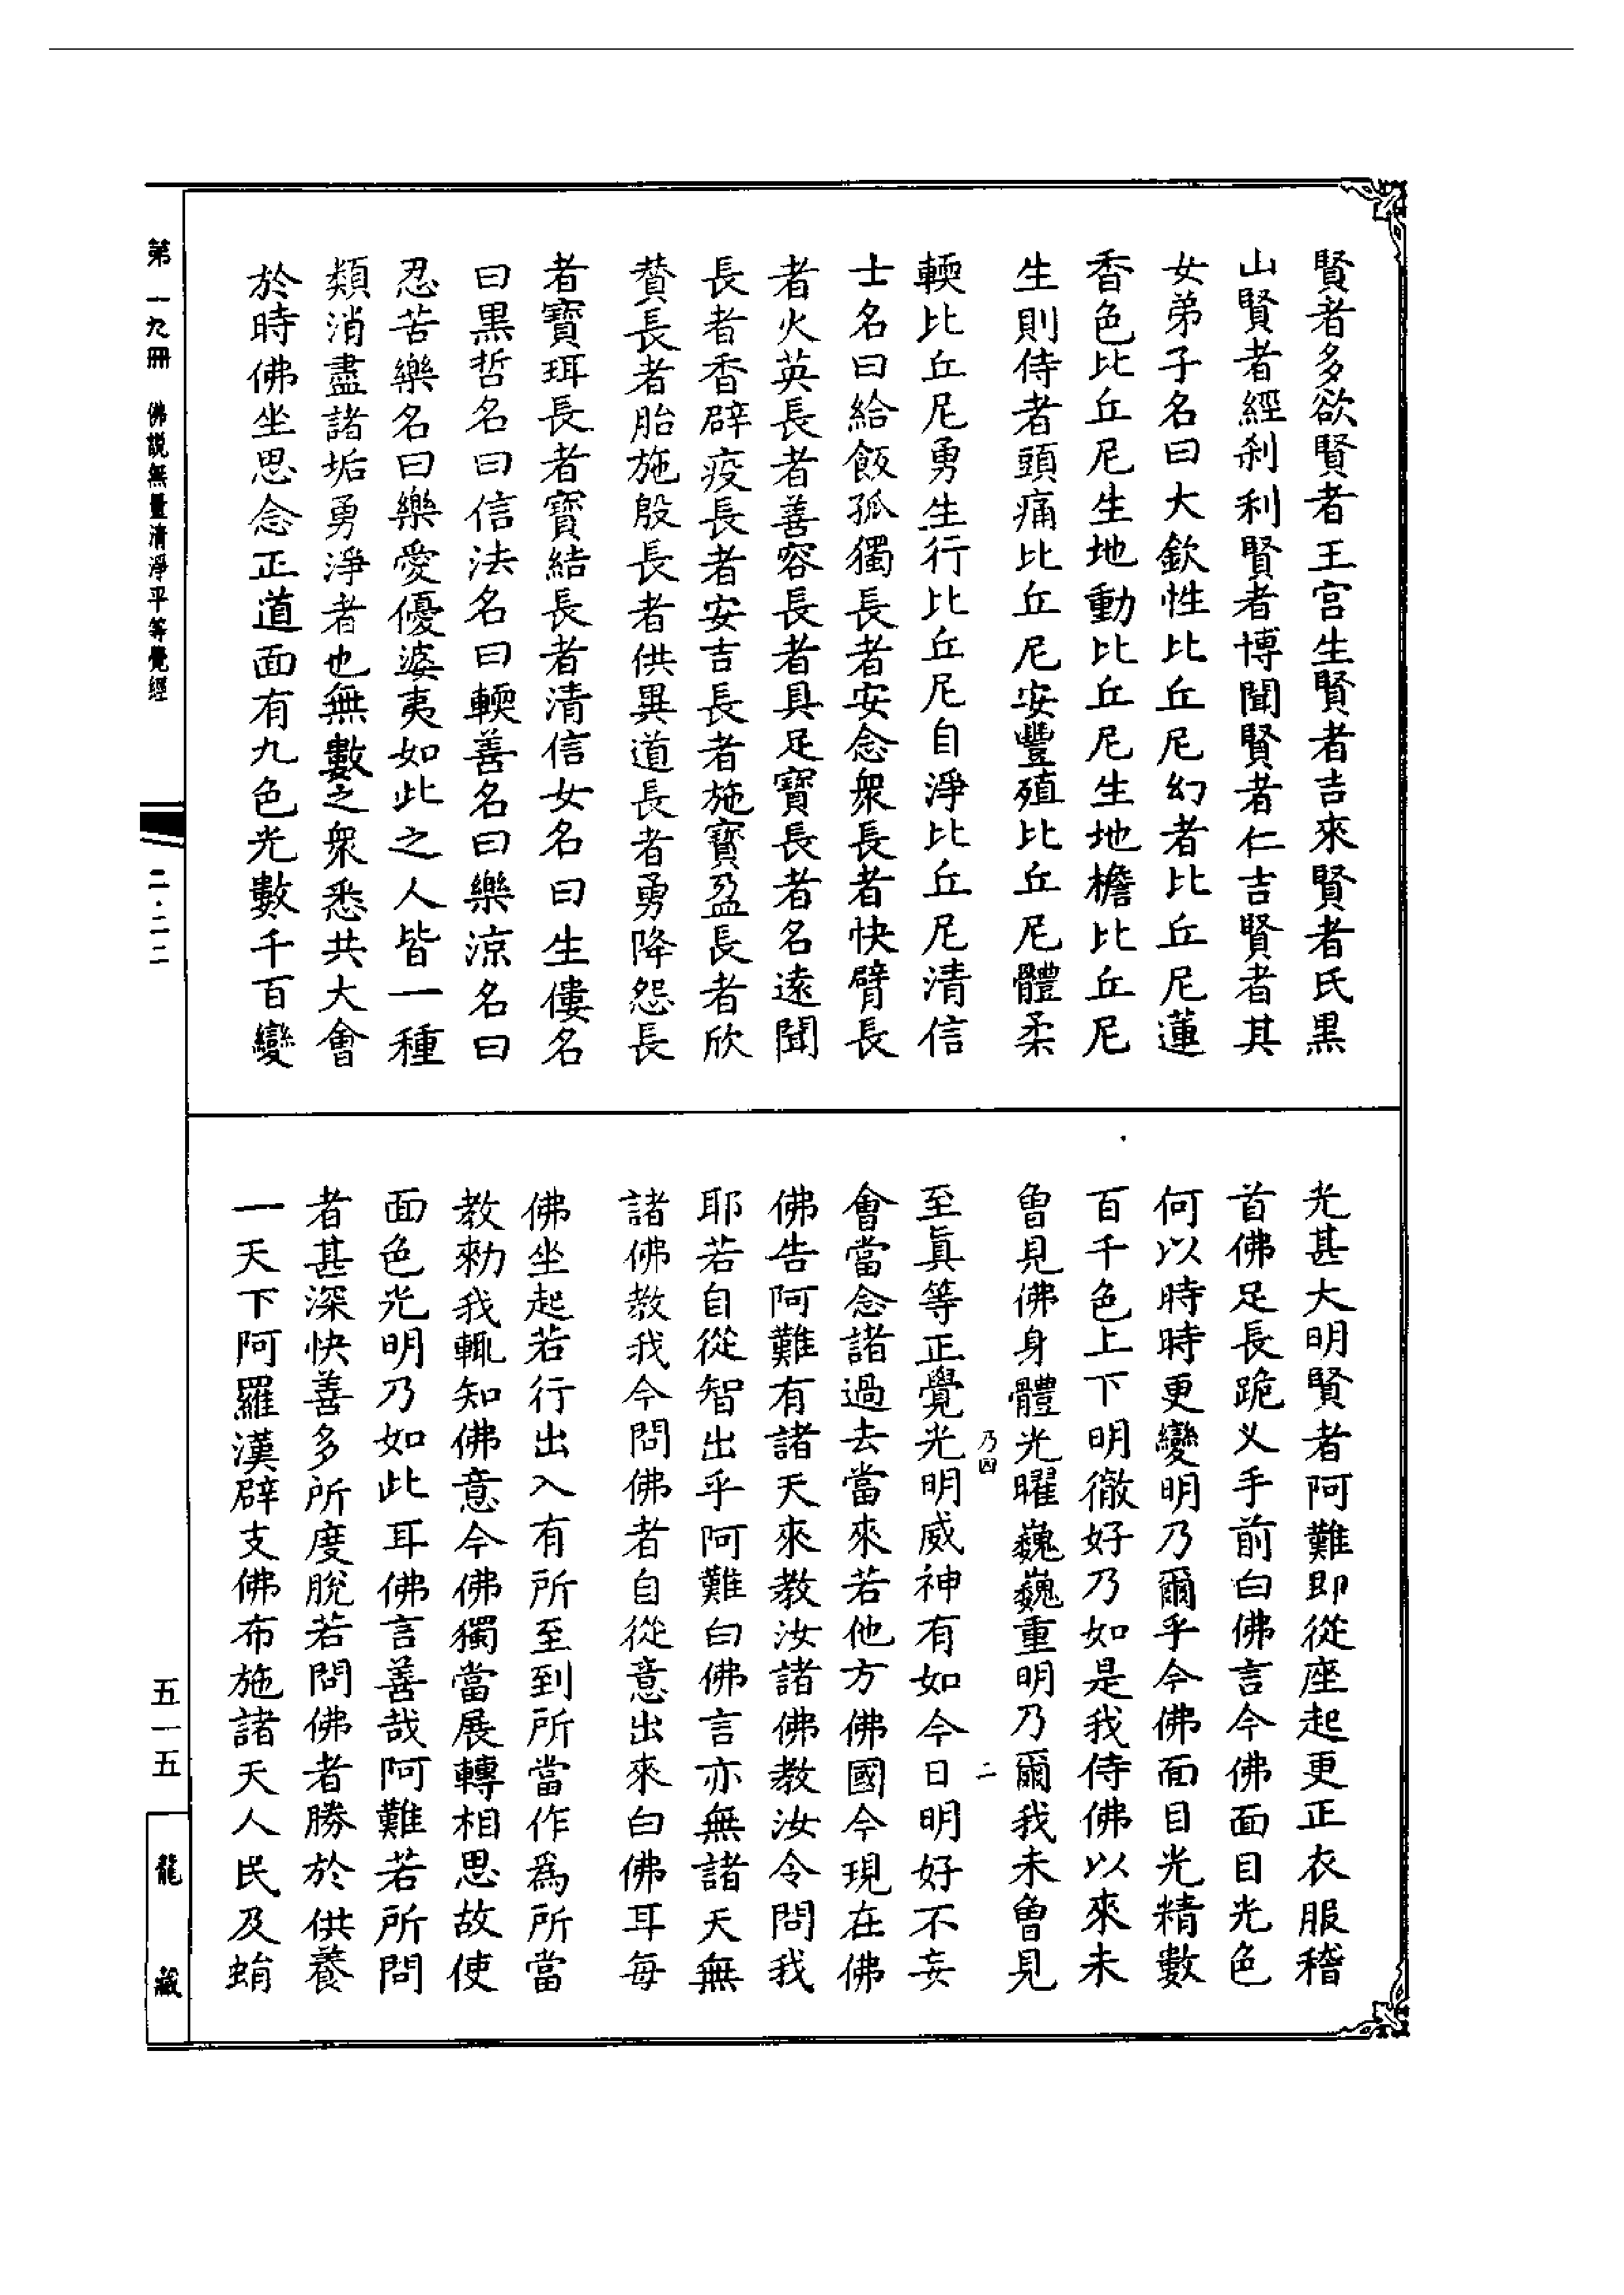 賢者多欲賢者王宮生賢者吉來賢者氏黒
山賢者經剎利賢者博聞賢者仁吉賢者其
女弟子名曰大欽性比丘尼幻者比丘尼蓮
香色比丘尼生地動比丘尼生地檐比丘尼
生則侍者頭痛比丘尼安豐殖比丘尼體柔
輭比丘尼勇生行比丘尼自淨比丘尼清信
士名曰給飯孤獨長者安念衆長者快臂長
者火英長者善容長者具足寶長者名遠聞
長者香辟疫長者安吉長者施寶盈長者欣
賛長者胎施殷長者供異道長者勇降怨長
者寶珥長者寶結長者清信女名曰生僂名
曰黒哲名曰信法名曰輭善名曰樂涼名曰
忍苦樂名曰樂愛優婆夷如此之人皆一種
類消盡諸垢勇淨者也無數之衆悉共大會
於時佛坐思念正道面有九色光數千百變
光甚大明賢者阿難即從座起更正衣服稽
首佛足長跪义手前白佛言今佛面目光色
何以時時更變明乃爾乎今佛面目光精數
百千色上下明徹好乃如是我侍佛以來未
曾見佛身體光曜巍巍重明乃爾我未曾見
乃四 二
至眞等正覺光明威神有如今日明好不妄
會當念諸過去當來若他方佛國今現在佛
佛告阿難有諸天來教汝諸佛教汝令問我
耶若自從智出乎阿難白佛言亦無諸天無
諸佛教我今問佛者自從意出來白佛耳每
佛坐起若行出入有所至到所當作爲所當
教勑我輒知佛意今佛獨當展轉相思故使
面色光明乃如此耳佛言善哉阿難若所問
者甚深快善多所度脫若問佛者勝於供養
一天下阿羅漢辟支佛布施諸天人民及蜎
第一九冊 佛説無量清淨平等覺經
二·二二
五一五
龍藏